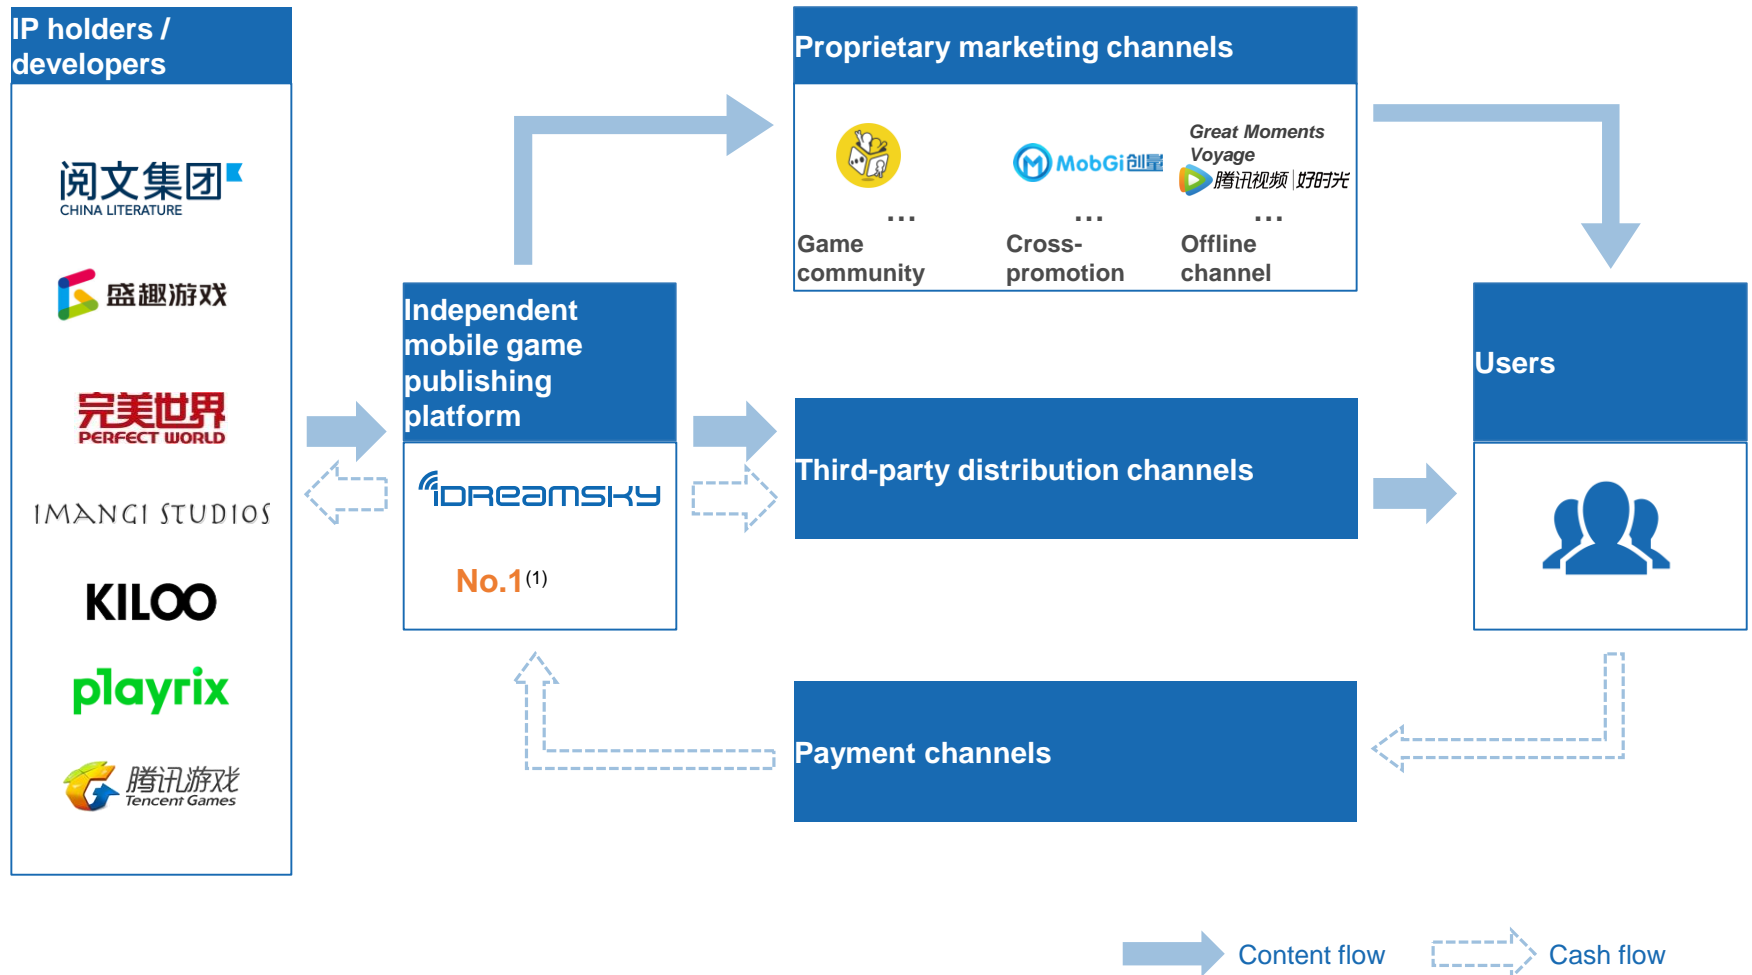 IP holders /
developers
阅文集团
CHINA LITERATURE
盛趣游戏
完美世界
PERFECT WORLD
IMANGI STUDIOS
KILOO
playrix
腾讯游戏
Tencent Games
Independent
mobile game
publishing
platform
iDREAMSKY
No.1(1)
Proprietary marketing channels
MobGi创量
Great Moments
Voyage
腾讯视频|好时光
... ... ...
Game
community
Cross-
promotion
Offline
channel
Third-party distribution channels
Payment channels
Users
Content flow
Cash flow